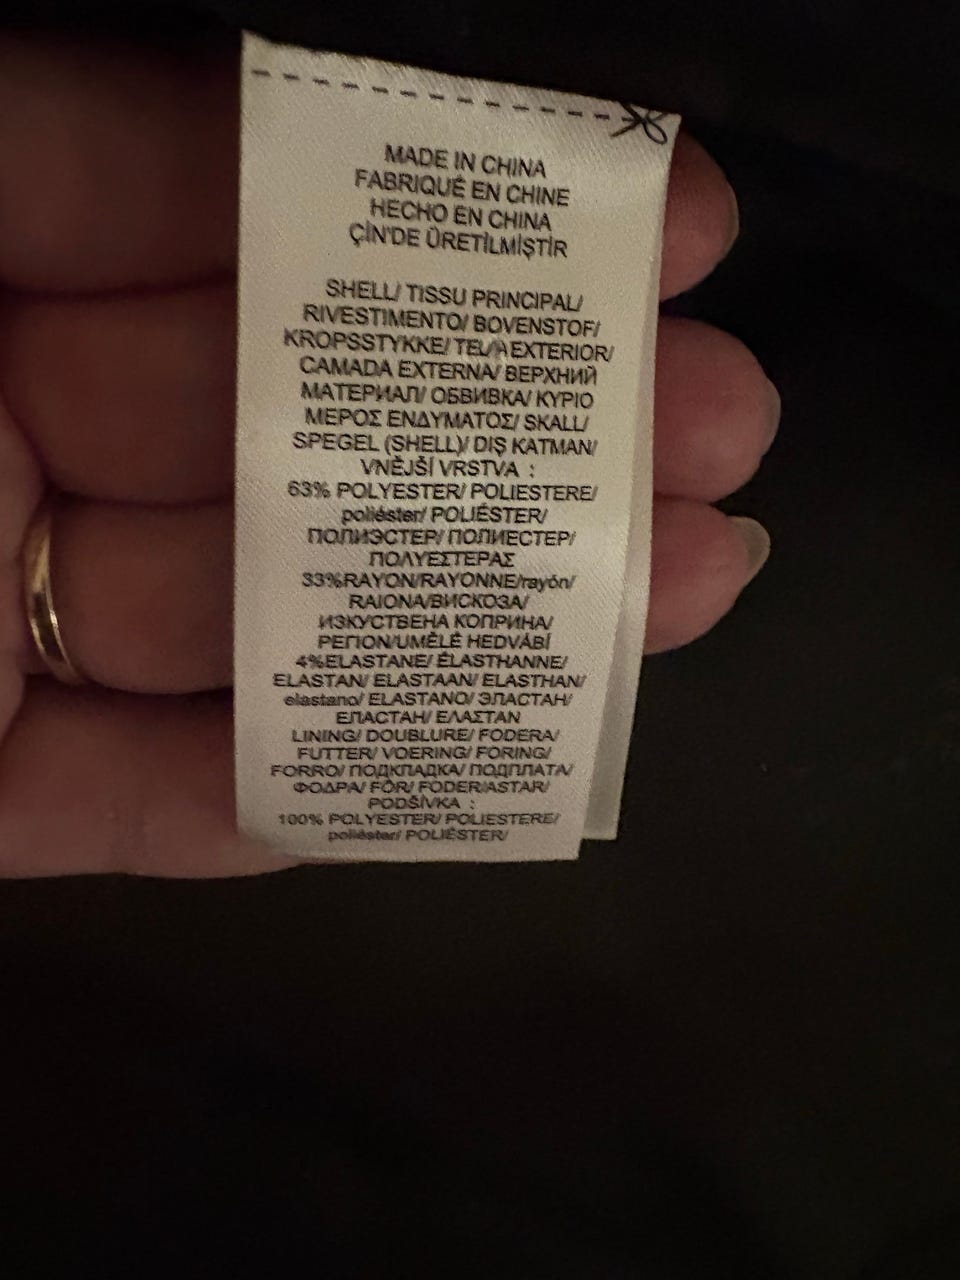 MADE IN CHINA
FABRIQUÉ EN CHINE
HECHO EN CHINA
ÇİN'DE ÜRETİLMİŞTİR
SHELL/ TISSU PRINCIPAL/
RIVESTIMENTO/ BOVENSTOF/
KROPSSTYKKE/ TELA EXTERIOR/
CAMADA EXTERNA/ ВЕРХНИЙ
МАТЕРИАЛ/ ОБВИВКА/ ΚΥΡΙΟ
ΜΕΡΟΣ ΕΝΔΥΜΑΤΟΣ/ SKALL/
SPEGEL (SHELL)/ DIŞ KATMAN/
VNĚJŠÍ VRSTVA :
63% POLYESTER/ POLIESTERE/
poliéster/ POLIÉSTER/
ПОЛИЭСТЕР/ ПОЛИЕСТЕР/
ΠΟΛΥΕΣΤΕΡΑΣ
33%RAYON/RAYONNE/rayón/
RAIONA/ВИСКОЗА/
ИЗКУСТВЕНА КОПРИНА/
ΡΕΓΙΟΝ/UMĚLÉ HEDVÁBÍ
4%ELASTANE/ ÉLASTHANNE/
ELASTAN/ ELASTAAN/ ELASTHAN/
elastano/ ELASTANO/ ЭЛАСТАН/
ЕЛАСТАН/ ΕΛΑΣΤΑΝ
LINING/ DOUBLURE/ FODERA/
FUTTER/ VOERING/ FORING/
FORRO/ ПОДКЛАДКА/ ПОДПЛАТА/
ΦΟΔΡΑ/ FÖR/ FODER/ASTAR/
PODŠÍVKA :
100% POLYESTER/ POLIESTERE/
poliéster/ POLIÉSTER/